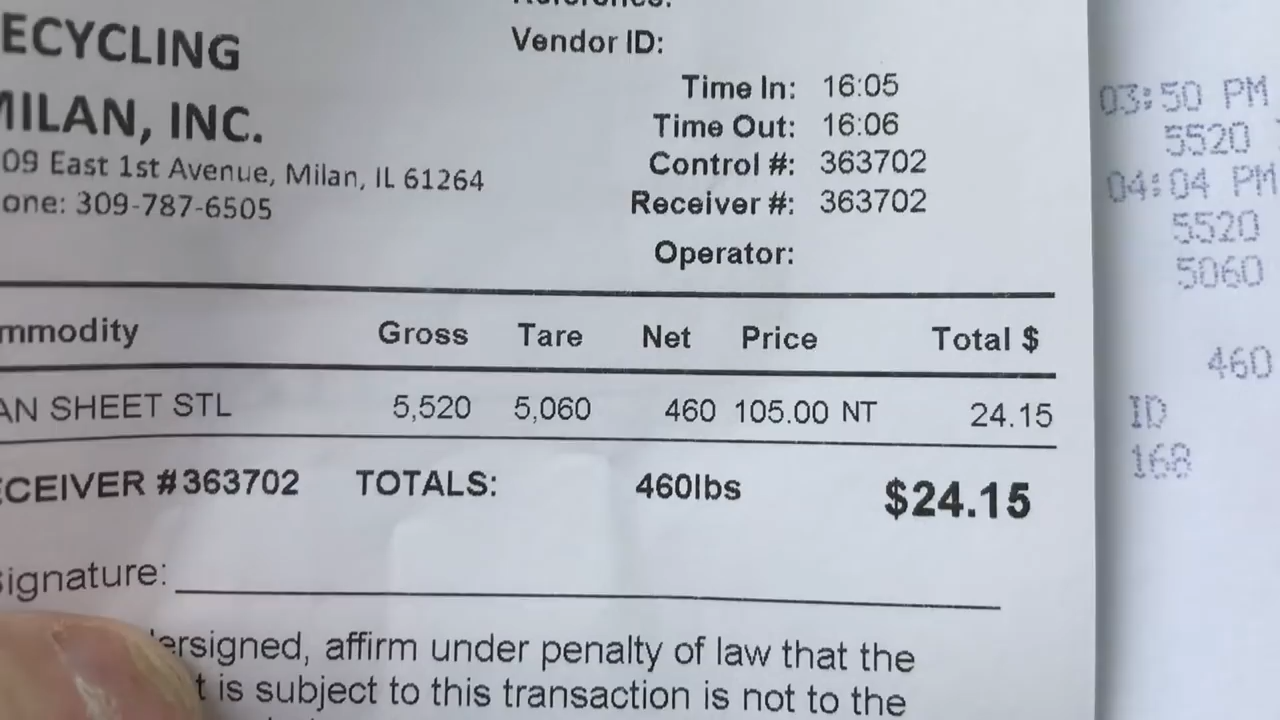 ECYCLING
MILAN, INC.
09 East 1st Avenue, Milan, IL 61264
one: 309-787-6505
Reference:
Vendor ID:
Time In: 16:05
Time Out: 16:06
Control #: 363702
Receiver #: 363702
Operator:
mmodity Gross Tare Net Price Total $
AN SHEET STL 5,520 5,060 460 105.00 NT 24.15
CEIVER #363702 TOTALS: 460lbs $24.15
Signature:
ersigned, affirm under penalty of law that the
t is subject to this transaction is not to the
03:50 PM
5520
04:04 PM
5520
5060
460
ID
168